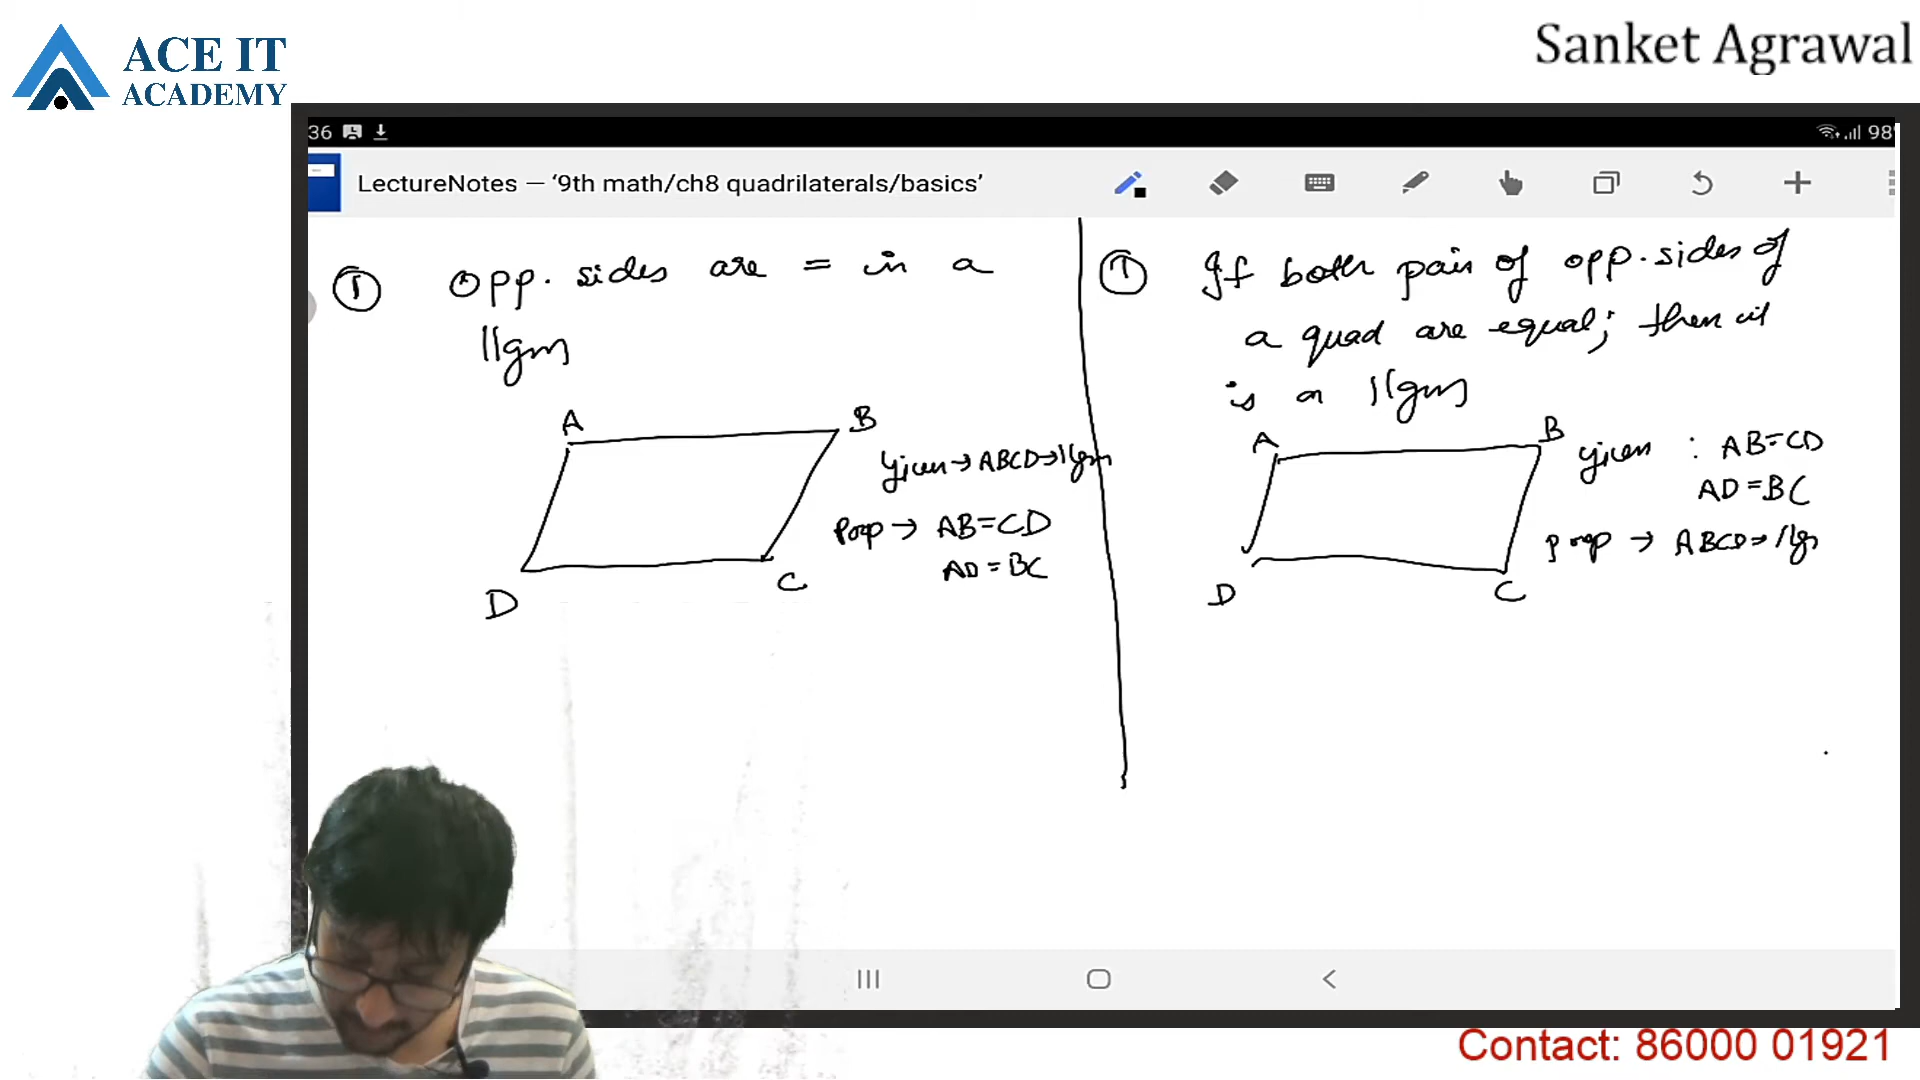 ACE IT
ACADEMY
Sanket Agrawal
36
98
LectureNotes — ‘9th math/ch8 quadrilaterals/basics’
① Opp. sides are = in a
||gm
A
B
Given → ABCD → ||gm
Prop → AB = CD
AD = BC
D
C
① If both pair of opp. sides of
a quad are equal; then it
is a ||gm
A
B
Given : AB = CD
AD = BC
Prop → ABCD → ||g
D
C
Contact: 86000 01921